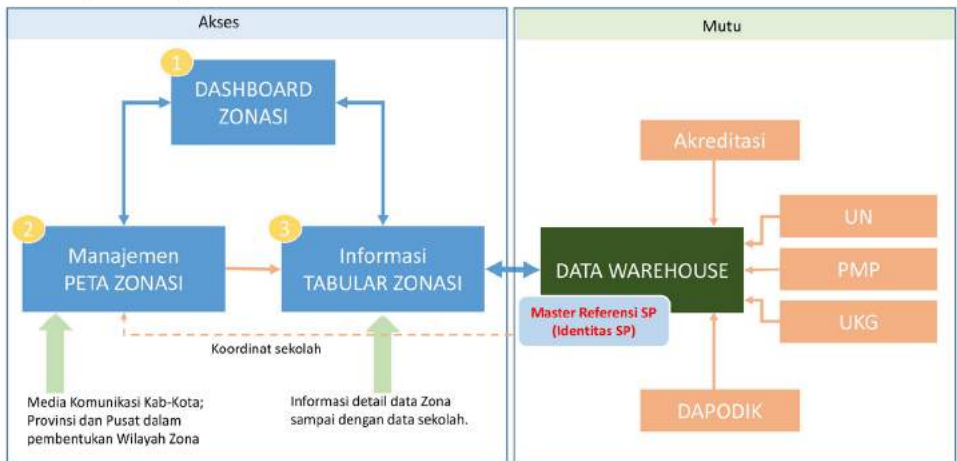 Akses
Mutu
1
DASHBOARD
ZONASI
Akreditasi
2
Manajemen
PETA ZONASI
3
Informasi
TABULAR ZONASI
DATA WAREHOUSE
UN
PMP
UKG
Master Referensi SP
(Identitas SP)
Koordinat sekolah
Media Komunikasi Kab-Kota;
Provinsi dan Pusat dalam
pembentukan Wilayah Zona
Informasi detail data Zona
sampai dengan data sekolah.
DAPODIK